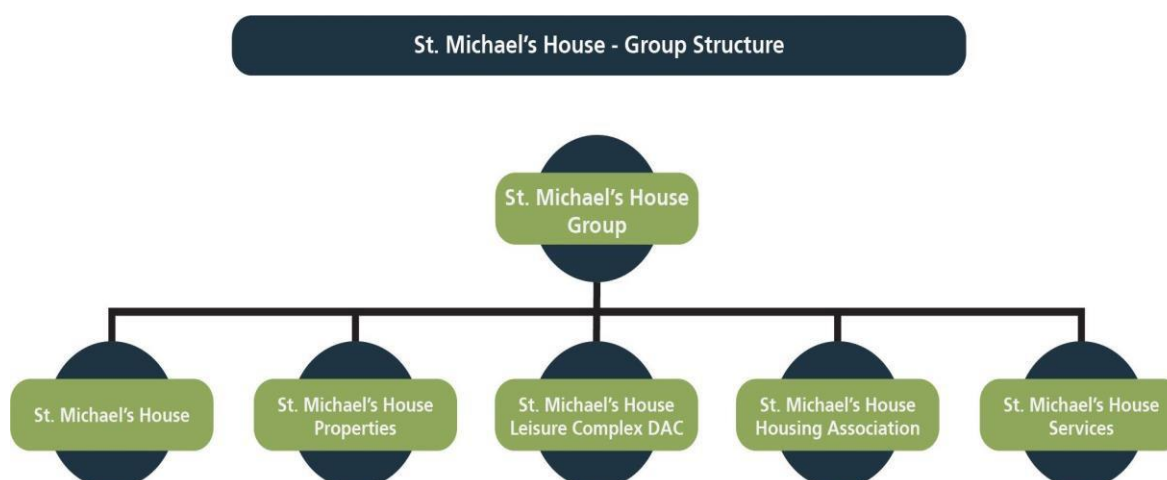 St. Michael's House - Group Structure
St. Michael's House
Group
St. Michael's House
St. Michael's House
Properties
St. Michael's House
Leisure Complex DAC
St. Michael's House
Housing Association
St. Michael's House
Services